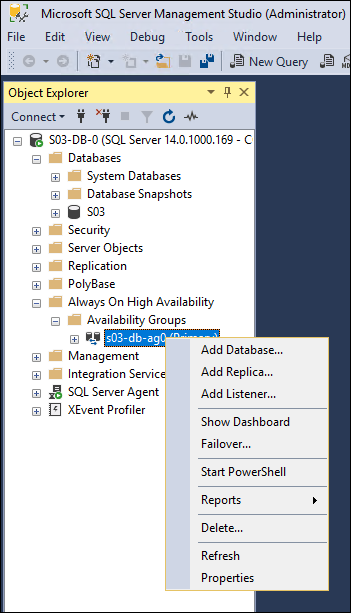 Microsoft SQL Server Management Studio (Administrator)
File Edit View Debug Tools Window
New Query
Object Explorer
Connect
S03-DB-0 (SQL Server 14.0.1000.169 - C
Databases
System Databases
Database Snapshots
S03
Security
Server Objects
Replication
PolyBase
Always On High Availability
Availability Groups
s03-db-ag0 (Primary)
Add Database...
Management
Add Replica...
Integration Service
Add Listener...
SQL Server Agent
XEvent Profiler
Show Dashboard
Failover...
Start PowerShell
Reports
Delete...
Refresh
Properties